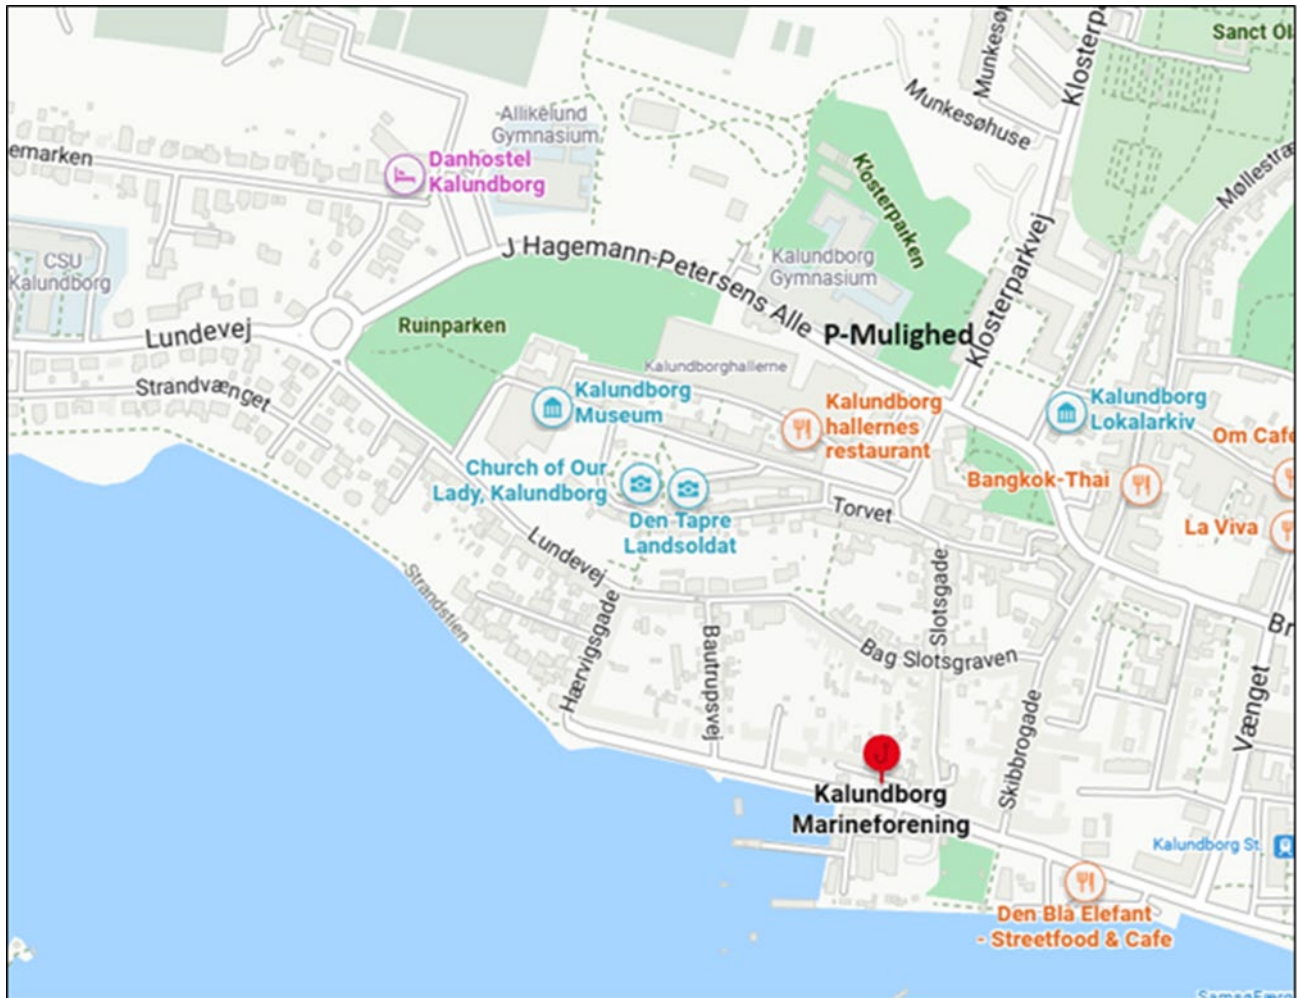 Sanct Ol
Klosterp
Munkesø
Munkesøhuse
Allikelund
Gymnasium
emarken
Danhostel
Kalundborg
Klosterparken
Møllestræ
CSU
Kalundborg
J Hagemann-Petersens Alle
Kalundborg
Gymnasium
Klosterparkvej
Lundevej
Ruinparken
P-Mulighed
Kalundborghallerne
Strandvænget
Kalundborg
Museum
Kalundborg
hallernes
restaurant
Kalundborg
Lokalarkiv
Om Cafe
Church of Our
Lady, Kalundborg
Bangkok-Thai
Den Tapre
Landsoldat
Torvet
La Viva
Lundevej
Strandstien
Slotsgade
Hærvigsgade
Bautrupsvej
Bag Slotsgraven
Br
Vænget
Skibbrogade
Kalundborg
Marineforening
Kalundborg St.
Den Blå Elefant
- Streetfood & Cafe
SamsøFærg